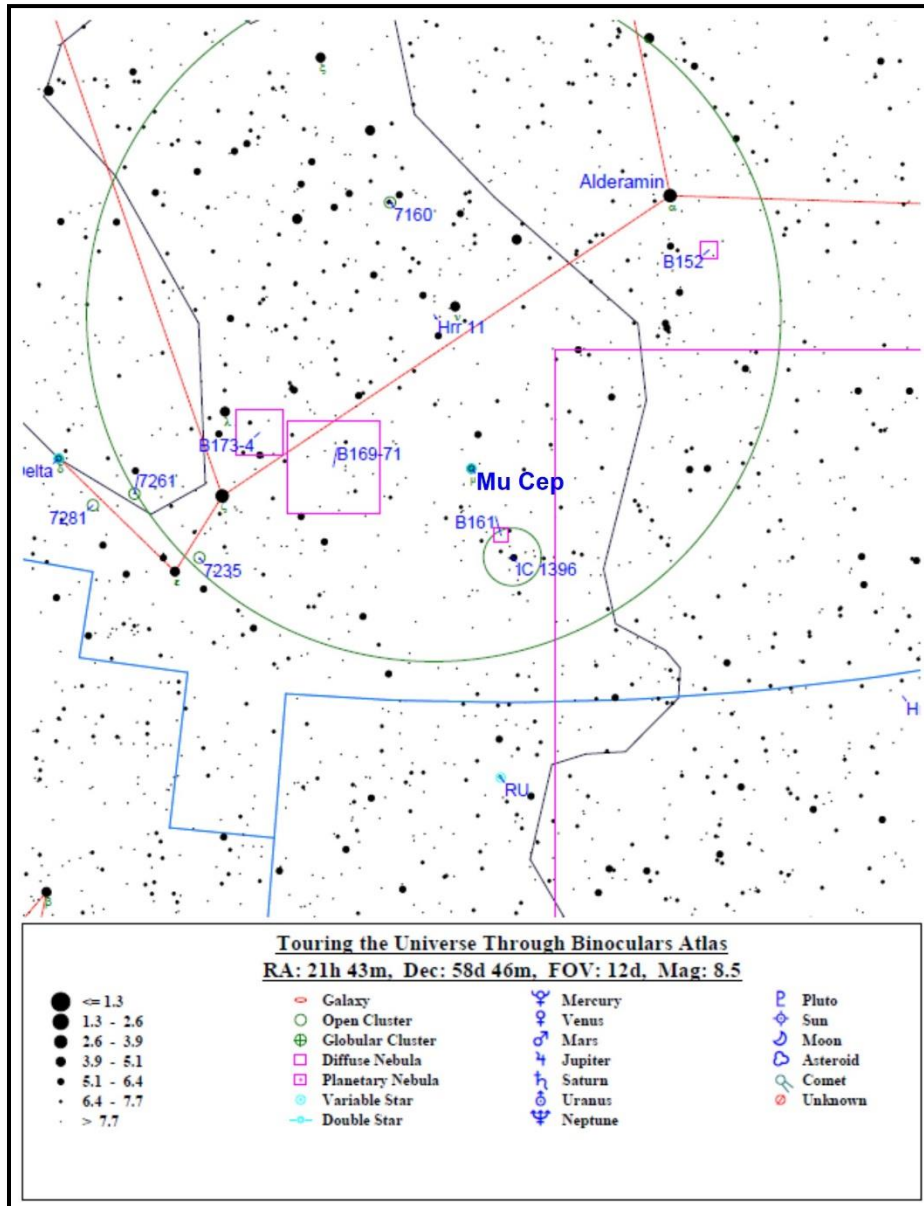 ξ
7160
Alderamin
α
B152
ν
Hrr 11
λ
B173-4
B169-71
Delta
δ
7261
7281
ζ
ε
7235
μ
Mu Cep
B161
IC 1396
H
RU
β
Touring the Universe Through Binoculars Atlas
RA: 21h 43m, Dec: 58d 46m, FOV: 12d, Mag: 8.5
<= 1.3
1.3 - 2.6
2.6 - 3.9
3.9 - 5.1
5.1 - 6.4
6.4 - 7.7
> 7.7
Galaxy
Open Cluster
Globular Cluster
Diffuse Nebula
Planetary Nebula
Variable Star
Double Star
Mercury
Venus
Mars
Jupiter
Saturn
Uranus
Neptune
Pluto
Sun
Moon
Asteroid
Comet
Unknown